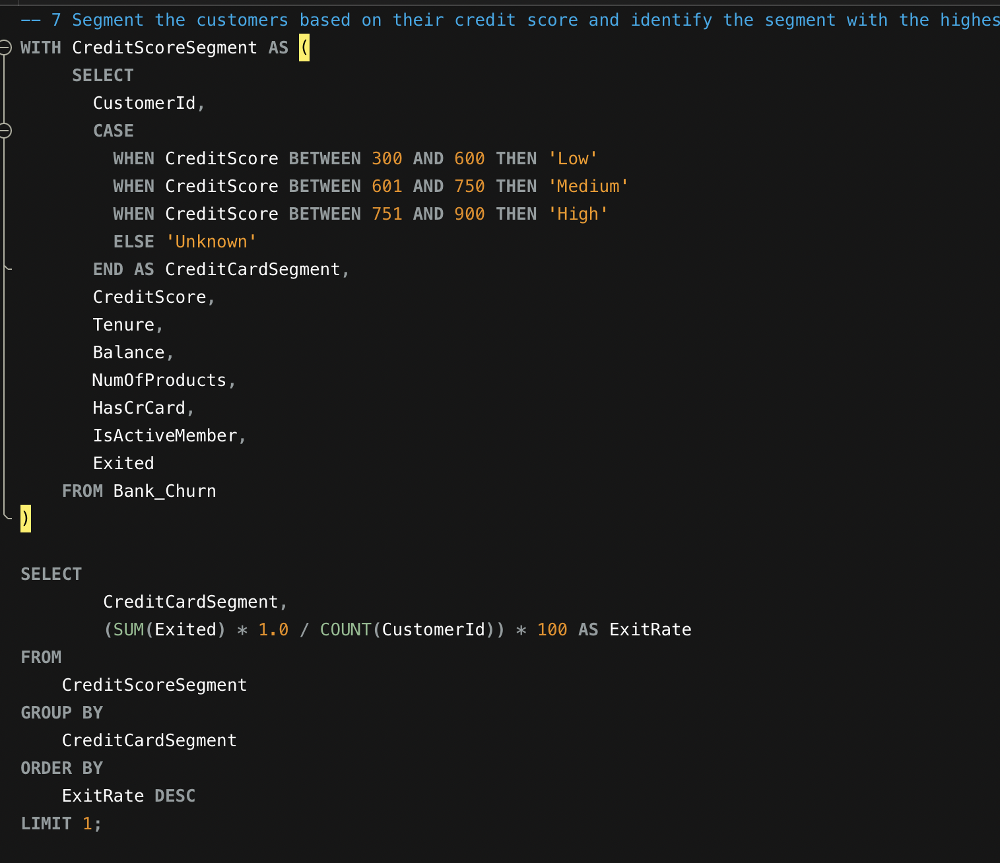 -- 7 Segment the customers based on their credit score and identify the segment with the
WITH CreditScoreSegment AS (
SELECT
CustomerId,
CASE
WHEN CreditScore BETWEEN 300 AND 600 THEN 'Low'
WHEN CreditScore BETWEEN 601 AND 750 THEN 'Medium'
WHEN CreditScore BETWEEN 751 AND 900 THEN 'High'
ELSE 'Unknown'
END AS CreditCardSegment,
CreditScore,
Tenure,
Balance,
NumOfProducts,
HasCrCard,
IsActiveMember,
Exited
FROM Bank_Churn
)
SELECT
CreditCardSegment,
(SUM(Exited) * 1.0 / COUNT(CustomerId)) * 100 AS ExitRate
FROM
CreditScoreSegment
GROUP BY
CreditCardSegment
ORDER BY
ExitRate DESC
LIMIT 1;